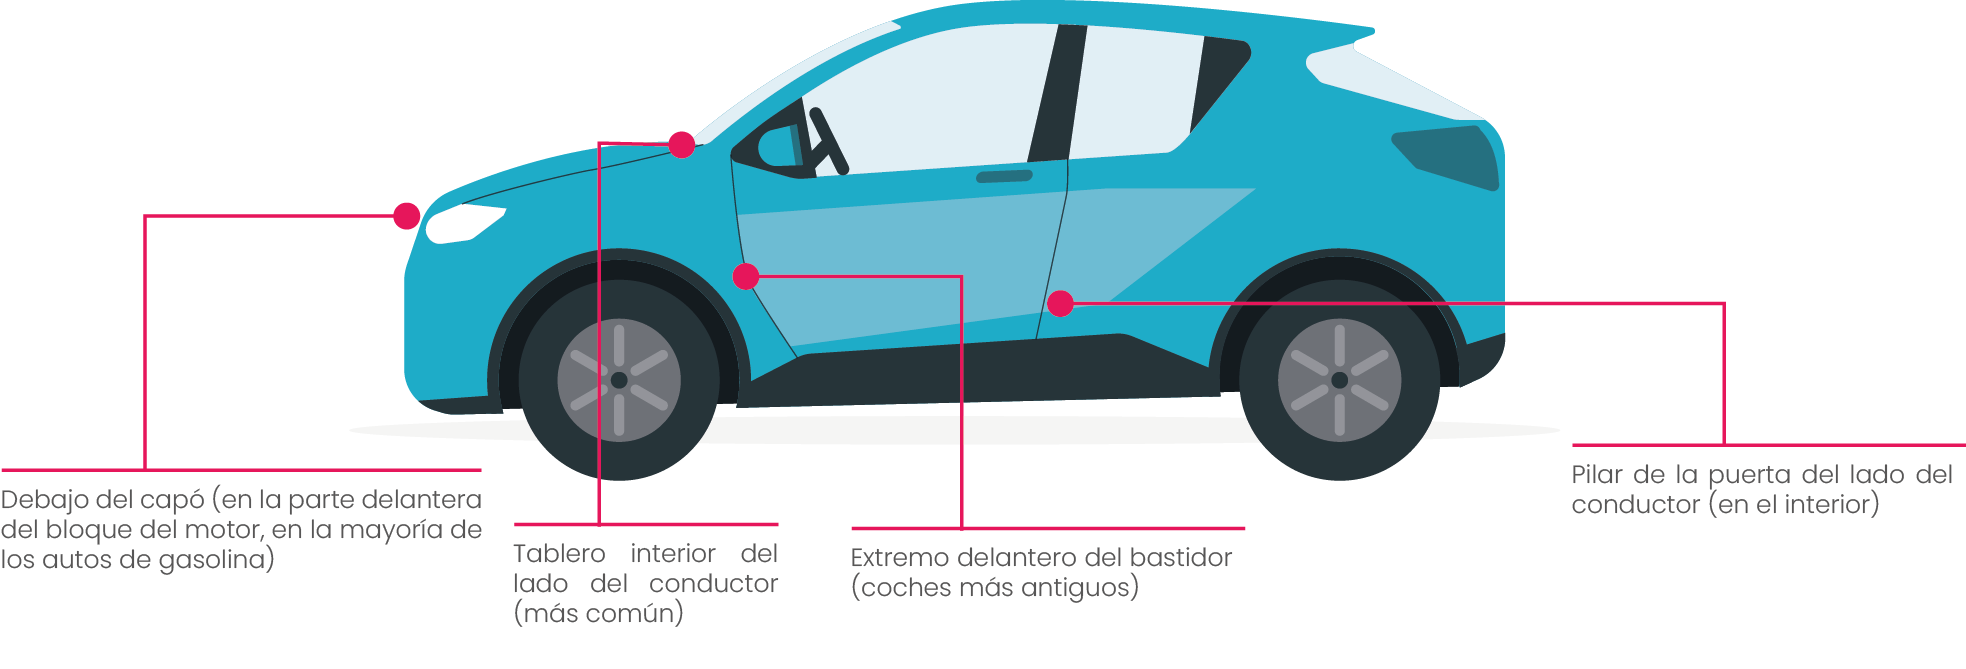 Debajo del capó (en la parte delantera
del bloque del motor, en la mayoría de
los autos de gasolina)
Tablero interior del
lado del conductor
(más común)
Extremo delantero del bastidor
(coches más antiguos)
Pilar de la puerta del lado del
conductor (en el interior)